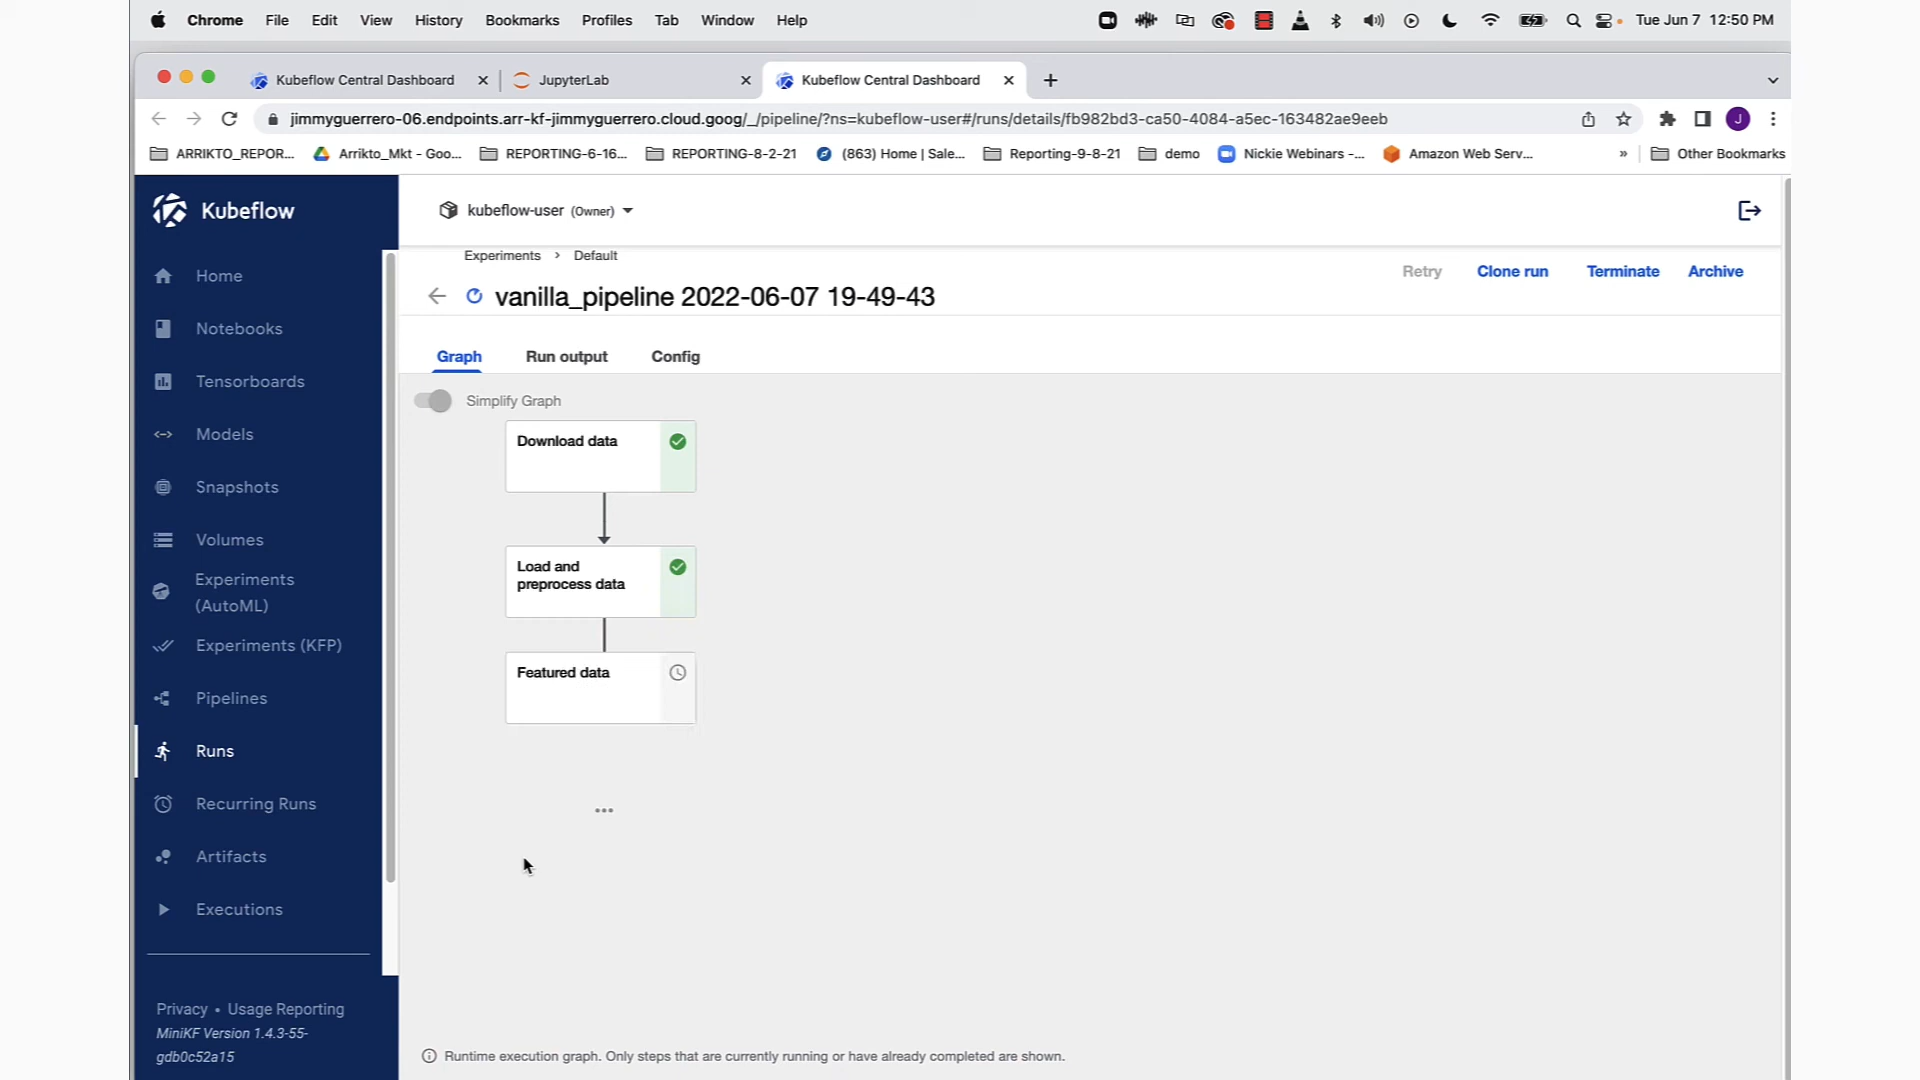 Chrome File Edit View History Bookmarks Profiles Tab Window Help Tue Jun 7 12:50 PM
Kubeflow Central Dashboard JupyterLab Kubeflow Central Dashboard
jimmyguerrero-06.endpoints.arr-kf-jimmyguerrero.cloud.goog/_/pipeline/?ns=kubeflow-user#/runs/details/fb982bd3-ca50-4084-a5ec-163482ae9eeb J
ARRIKTO_REPOR... Arrikto_Mkt - Goo... REPORTING-6-16... REPORTING-8-2-21 (863) Home | Sale... Reporting-9-8-21 demo Nickie Webinars -... Amazon Web Serv... » Other Bookmarks
Kubeflow
Home
Notebooks
Tensorboards
Models
Snapshots
Volumes
Experiments
(AutoML)
Experiments (KFP)
Pipelines
Runs
Recurring Runs
Artifacts
Executions
Privacy • Usage Reporting
MiniKF Version 1.4.3-55-
gdb0c52a15
kubeflow-user (Owner)
Experiments > Default
vanilla_pipeline 2022-06-07 19-49-43
Retry Clone run Terminate Archive
Graph Run output Config
Simplify Graph
Download data
Load and
preprocess data
Featured data
...
Runtime execution graph. Only steps that are currently running or have already completed are shown.